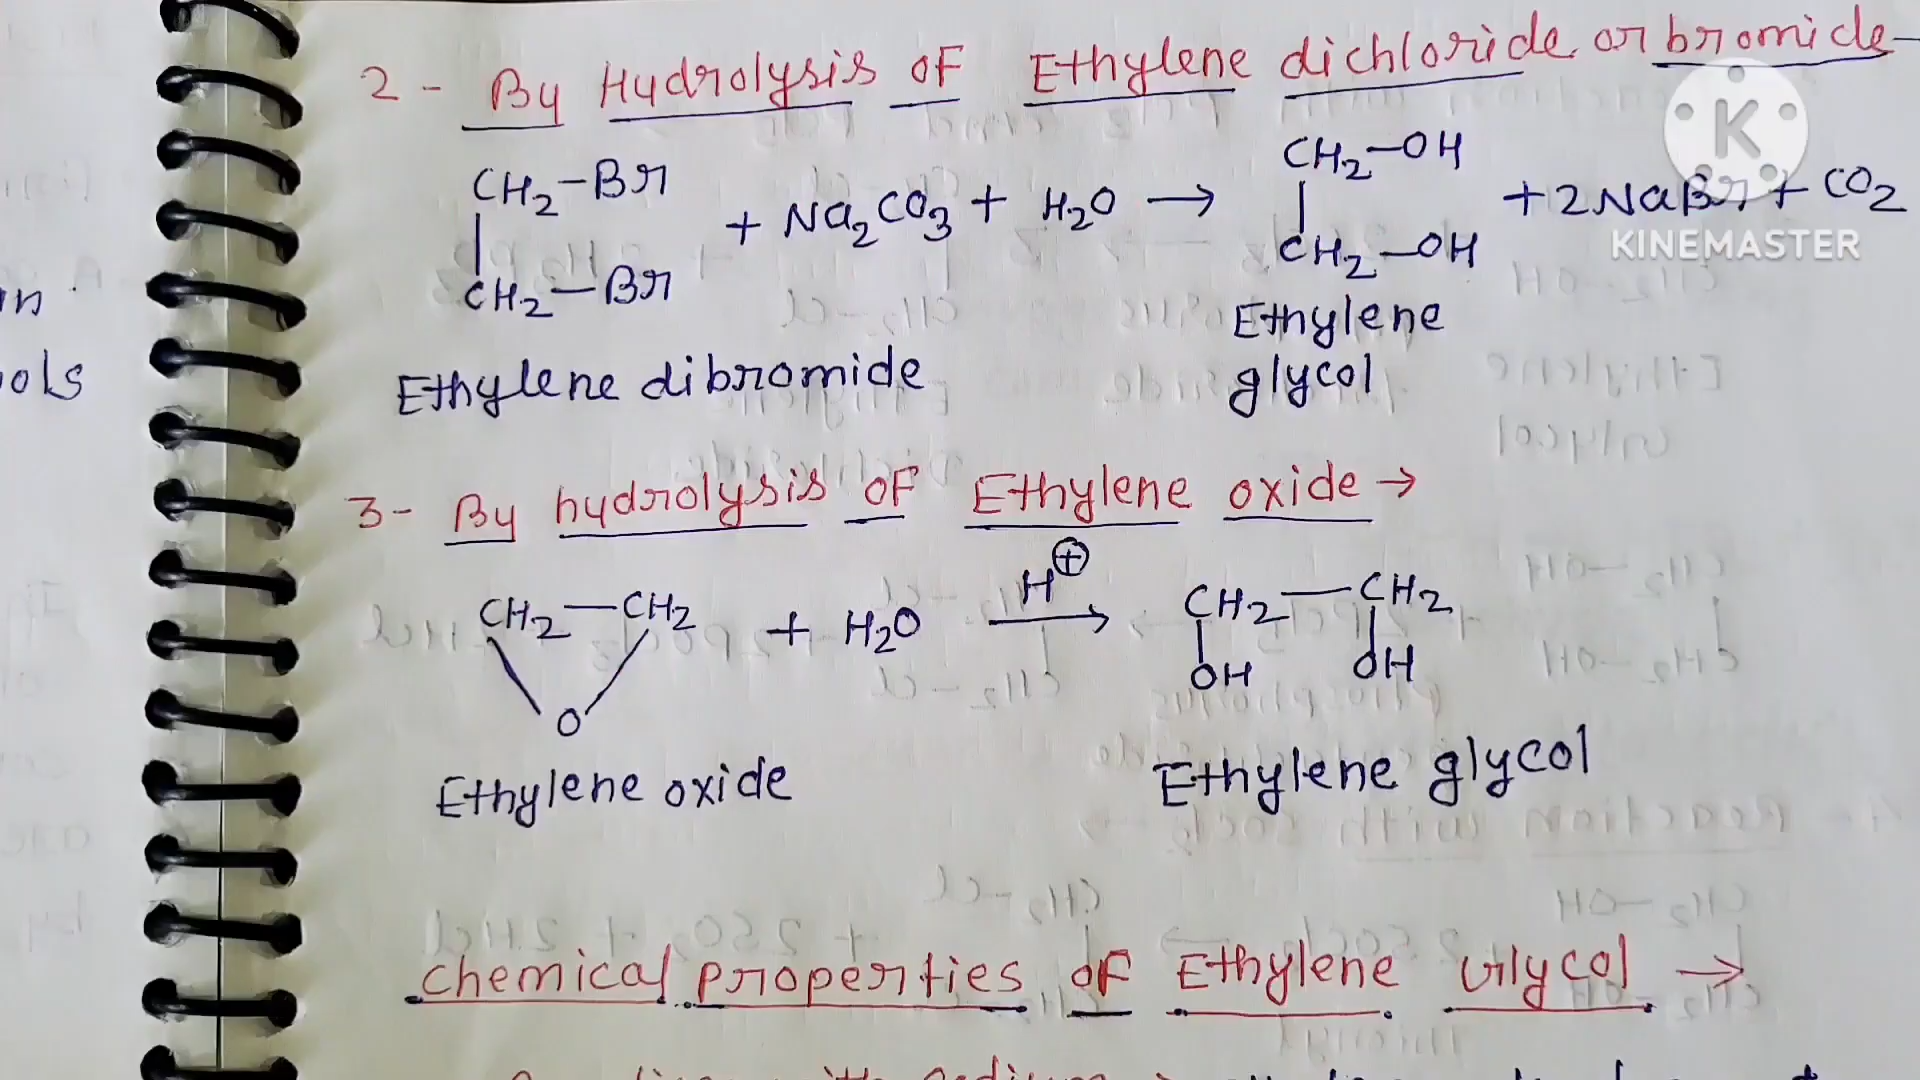 2- By Hydrolysis of Ethylene dichloride or bromide-
CH2-Br
+ Na2CO3 + H2O →
CH2-OH
+2NaBr + CO2
CH2-Br
CH2-OH
Ethylene dibromide
Ethylene
glycol
3- By hydrolysis of Ethylene oxide →
CH2-CH2 + H2O
H⊕
→
CH2-CH2
OH OH
O
Ethylene oxide
Ethylene glycol
chemical properties of Ethylene Glycol →
K
KINEMASTER
in
ols